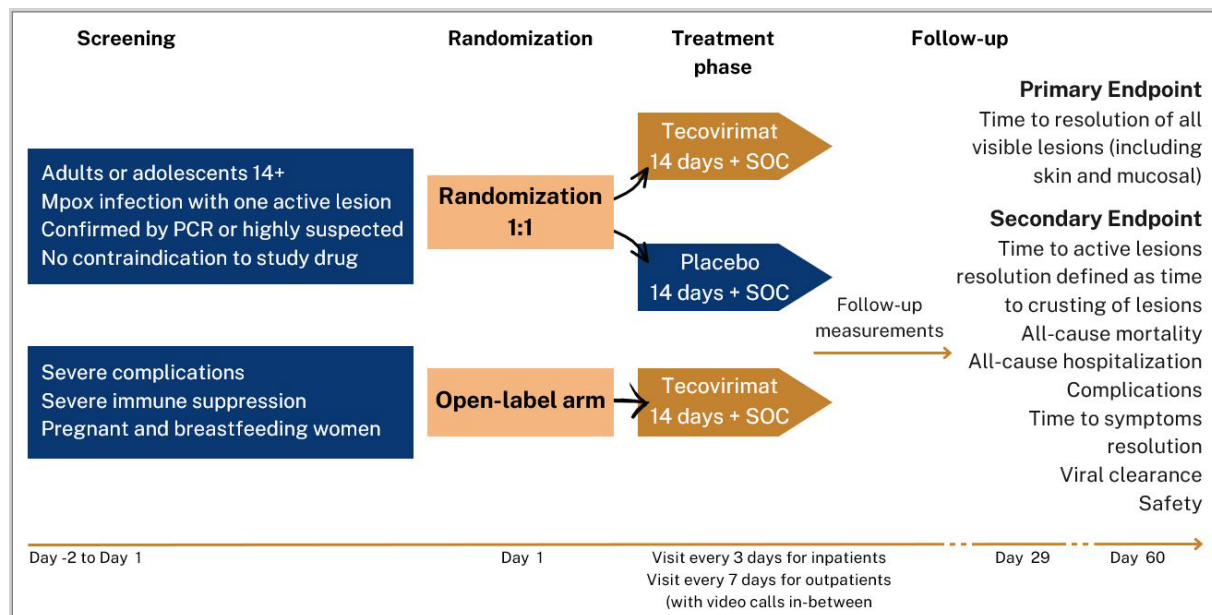 Screening
Randomization
Treatment
phase
Follow-up
Adults or adolescents 14+
Mpox infection with one active lesion
Confirmed by PCR or highly suspected
No contraindication to study drug
Randomization
1:1
Tecovirimat
14 days + SOC
Placebo
14 days + SOC
Severe complications
Severe immune suppression
Pregnant and breastfeeding women
Open-label arm
Tecovirimat
14 days + SOC
Follow-up
measurements
Primary Endpoint
Time to resolution of all
visible lesions (including
skin and mucosal)
Secondary Endpoint
Time to active lesions
resolution defined as time
to crusting of lesions
All-cause mortality
All-cause hospitalization
Complications
Time to symptoms
resolution
Viral clearance
Safety
Day -2 to Day 1
Day 1
Visit every 3 days for inpatients
Visit every 7 days for outpatients
(with video calls in-between
Day 29
Day 60